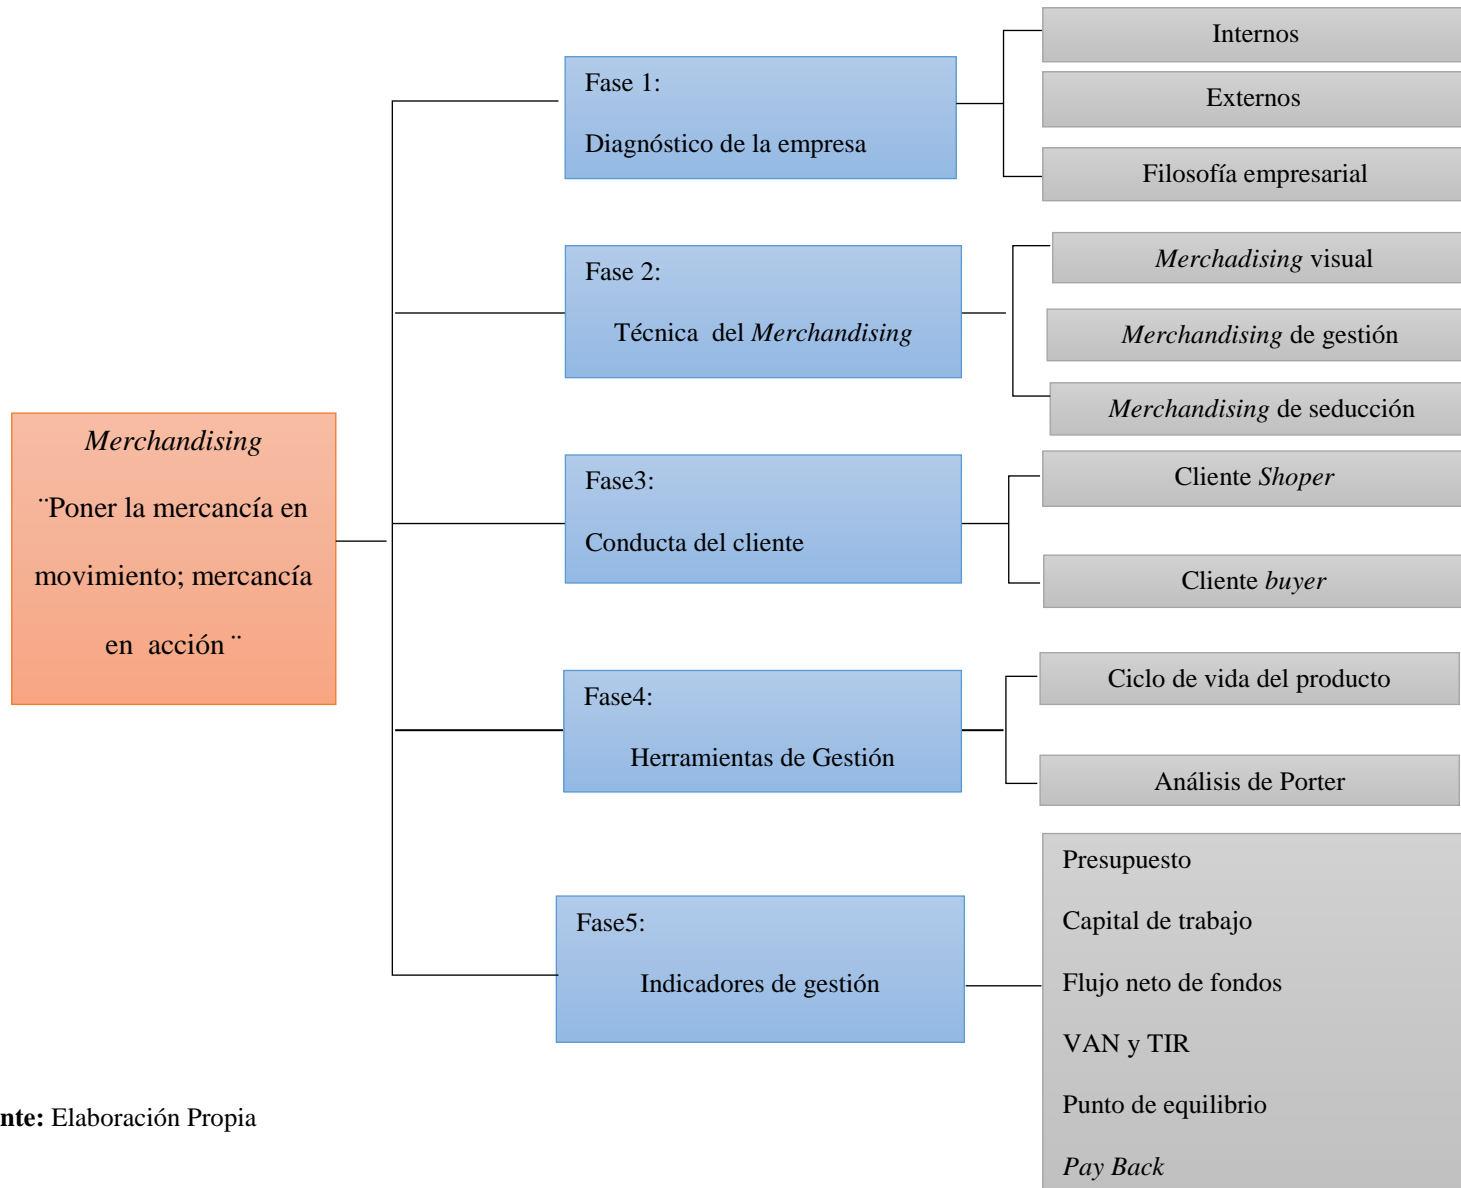 Merchandising
¨Poner la mercancía en
movimiento; mercancía
en acción ¨
Fase 1:
Diagnóstico de la empresa
Internos
Externos
Filosofía empresarial
Fase 2:
Técnica del Merchandising
Merchadising visual
Merchandising de gestión
Merchandising de seducción
Fase3:
Conducta del cliente
Cliente Shoper
Cliente buyer
Fase4:
Herramientas de Gestión
Ciclo de vida del producto
Análisis de Porter
Fase5:
Indicadores de gestión
Presupuesto
Capital de trabajo
Flujo neto de fondos
VAN y TIR
Punto de equilibrio
Pay Back
nte: Elaboración Propia